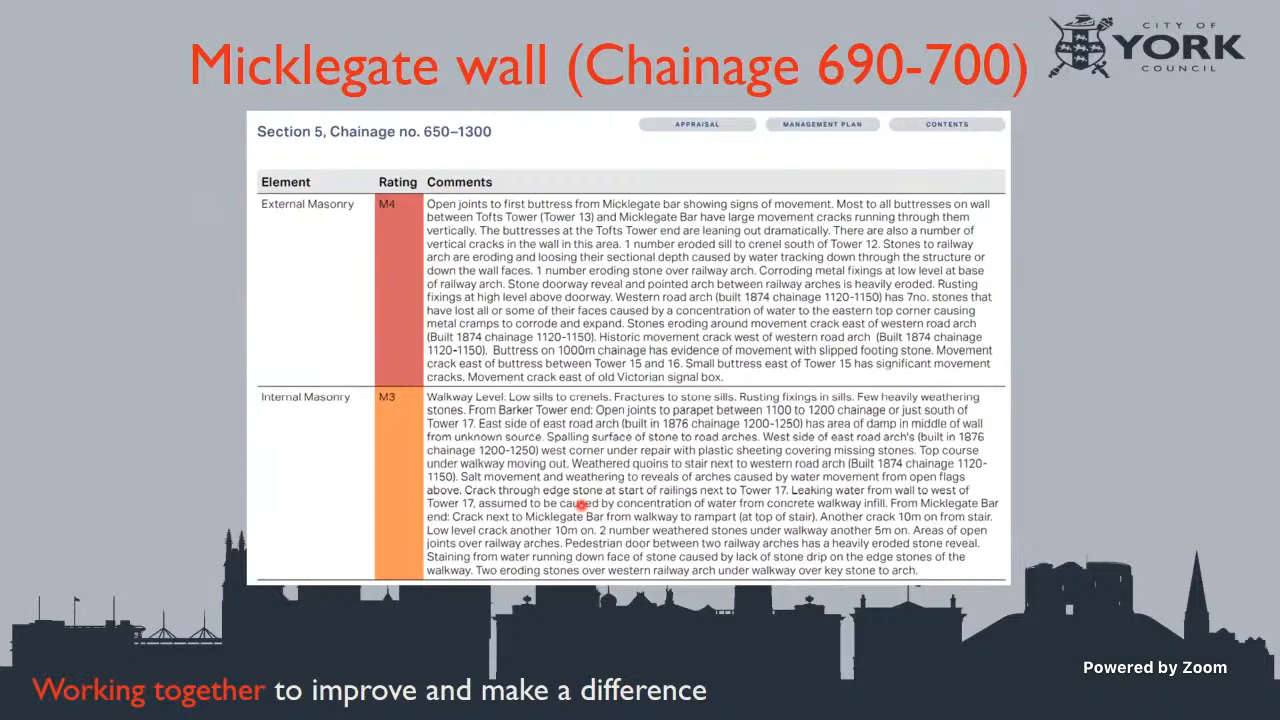 Micklegate wall (Chainage 690-700)
CITY OF
YORK
COUNCIL
Section 5, Chainage no. 650–1300
APPRAISAL
MANAGEMENT PLAN
CONTENTS
Element Rating Comments
External Masonry M4 Open joints to first buttress from Micklegate bar showing signs of movement. Most to all buttresses on wall
between Tofts Tower (Tower 13) and Micklegate Bar have large movement cracks running through them
vertically. The buttresses at the Tofts Tower end are leaning out dramatically. There are also a number of
vertical cracks in the wall in this area. 1 number eroded sill to crenel south of Tower 12. Stones to railway
arch are eroding and loosing their sectional depth caused by water tracking down through the structure or
down the wall faces. 1 number eroding stone over railway arch. Corroding metal fixings at low level at base
of railway arch. Stone doorway reveal and pointed arch between railway arches is heavily eroded. Rusting
fixings at high level above doorway. Western road arch (built 1874 chainage 1120-1150) has 7no. stones that
have lost all or some of their faces caused by a concentration of water to the eastern top corner causing
metal cramps to corrode and expand. Stones eroding around movement crack east of western road arch
(Built 1874 chainage 1120-1150). Historic movement crack west of western road arch (Built 1874 chainage
1120-1150). Buttress on 1000m chainage has evidence of movement with slipped footing stone. Movement
crack east of buttress between Tower 15 and 16. Small buttress east of Tower 15 has significant movement
cracks. Movement crack east of old Victorian signal box.
Internal Masonry M3 Walkway Level: Low sills to crenels. Fractures to stone sills. Rusting fixings in sills. Few heavily weathering
stones. From Barker Tower end: Open joints to parapet between 1100 to 1200 chainage or just south of
Tower 17. East side of east road arch (built in 1876 chainage 1200-1250) has area of damp in middle of wall
from unknown source. Spalling surface of stone to road arches. West side of east road arch's (built in 1876
chainage 1200-1250) west corner under repair with plastic sheeting covering missing stones. Top course
under walkway moving out. Weathered quoins to stair next to western road arch (Built 1874 chainage 1120-
1150). Salt movement and weathering to reveals of arches caused by water movement from open flags
above. Crack through edge stone at start of railings next to Tower 17. Leaking water from wall to west of
Tower 17, assumed to be caused by concentration of water from concrete walkway infill. From Micklegate Bar
end: Crack next to Micklegate Bar from walkway to rampart (at top of stair). Another crack 10m on from stair.
Low level crack another 10m on. 2 number weathered stones under walkway another 5m on. Areas of open
joints over railway arches. Pedestrian door between two railway arches has a heavily eroded stone reveal.
Staining from water running down face of stone caused by lack of stone drip on the edge stones of the
walkway. Two eroding stones over western railway arch under walkway over key stone to arch.
Powered by Zoom
Working together to improve and make a difference